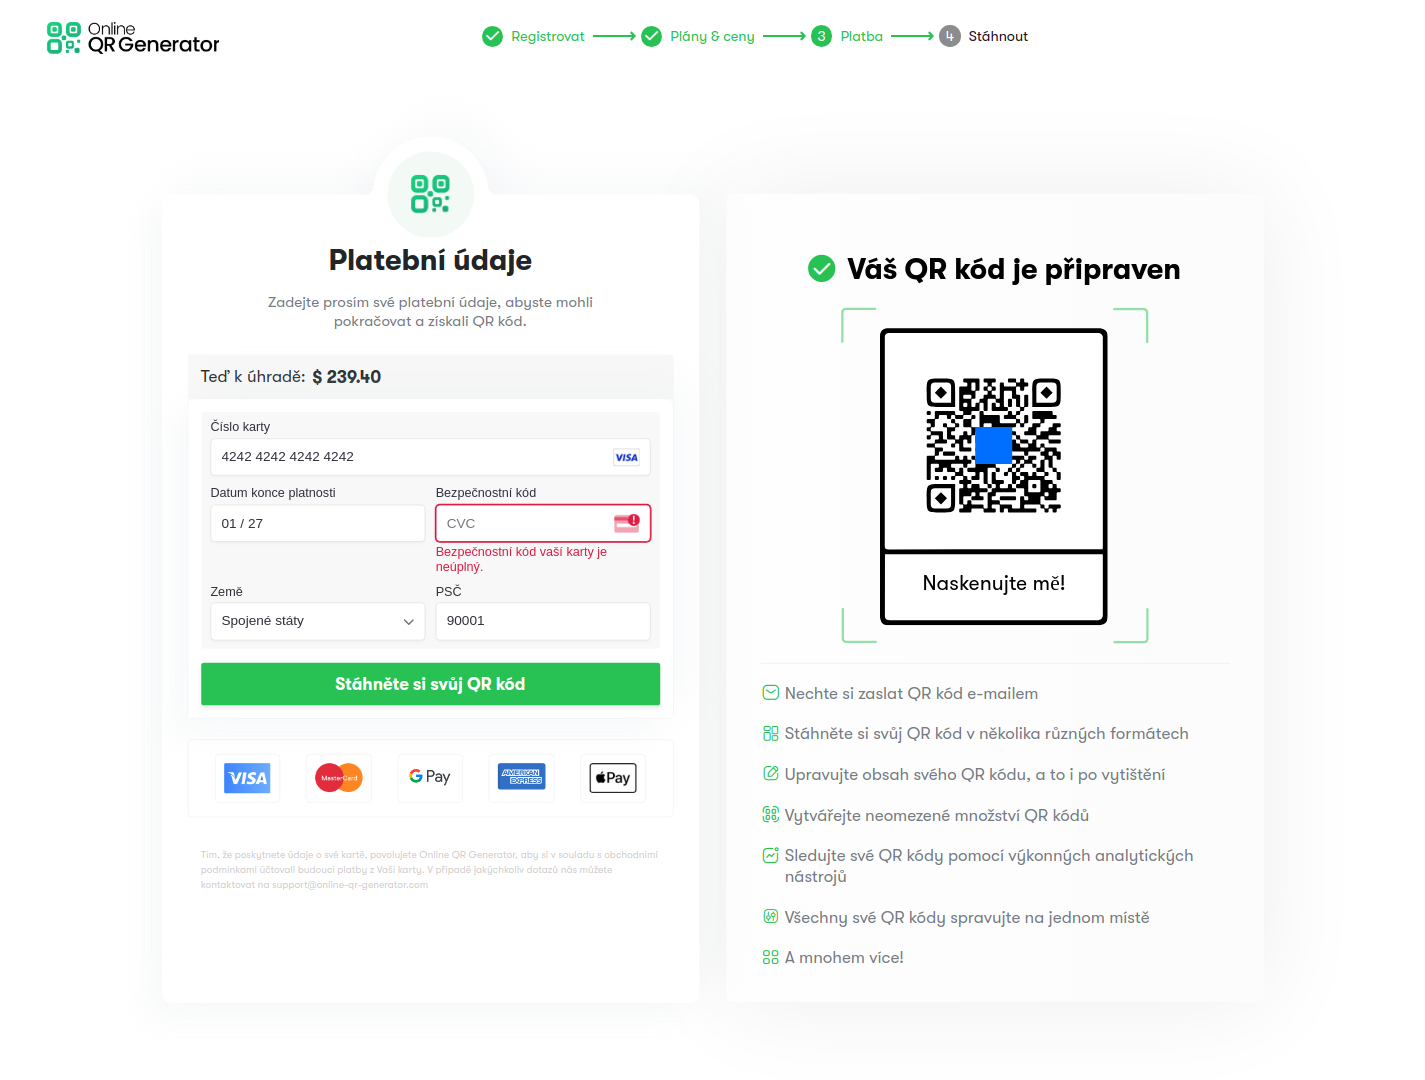 Online
QR Generator
Registrovat
Plány & ceny
3 Platba
4 Stáhnout
Platební údaje
Zadejte prosím své platební údaje, abyste mohli
pokračovat a získali QR kód.
Teď k úhradě: $ 239.40
Číslo karty
4242 4242 4242 4242
VISA
Datum konce platnosti
Bezpečnostní kód
01 / 27
CVC
Bezpečnostní kód vaší karty je
neúplný.
Země
PSČ
Spojené státy
90001
Stáhněte si svůj QR kód
VISA
MasterCard
G Pay
AMERICAN
EXPRESS
Pay
Tím, že poskytnete údaje o své kartě, povolujete Online QR Generator, aby si v souladu s obchodními
podmínkami účtovali budoucí platby z Vaší karty. V případě jakýchkoliv dotazů nás můžete
kontaktovat na support@online-qr-generator.com
Váš QR kód je připraven
Naskenujte mě!
Nechte si zaslat QR kód e-mailem
Stáhněte si svůj QR kód v několika různých formátech
Upravujte obsah svého QR kódu, a to i po vytištění
Vytvářejte neomezené množství QR kódů
Sledujte své QR kódy pomocí výkonných analytických
nástrojů
Všechny své QR kódy spravujte na jednom místě
A mnohem více!